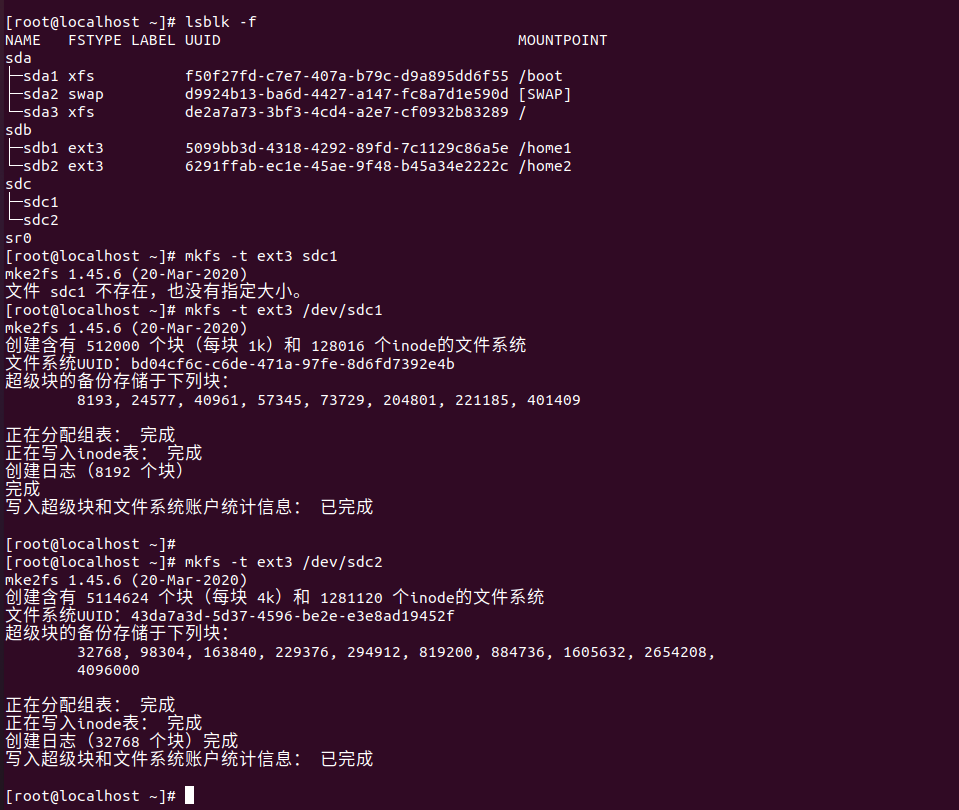 [root@localhost ~]# lsblk -f
NAME   FSTYPE LABEL UUID                                 MOUNTPOINT
sda
├─sda1 xfs          f50f27fd-c7e7-407a-b79c-d9a895dd6f55 /boot
├─sda2 swap         d9924b13-ba6d-4427-a147-fc8a7d1e590d [SWAP]
└─sda3 xfs          de2a7a73-3bf3-4cd4-a2e7-cf0932b83289 /
sdb
├─sdb1 ext3         5099bb3d-4318-4292-89fd-7c1129c86a5e /home1
└─sdb2 ext3         6291ffab-ec1e-45ae-9f48-b45a34e2222c /home2
sdc
├─sdc1
└─sdc2
sr0
[root@localhost ~]# mkfs -t ext3 sdc1
mke2fs 1.45.6 (20-Mar-2020)
文件 sdc1 不存在，也没有指定大小。
[root@localhost ~]# mkfs -t ext3 /dev/sdc1
mke2fs 1.45.6 (20-Mar-2020)
创建含有 512000 个块（每块 1k）和 128016 个inode的文件系统
文件系统UUID：bd04cf6c-c6de-471a-97fe-8d6fd7392e4b
超级块的备份存储于下列块：
        8193, 24577, 40961, 57345, 73729, 204801, 221185, 401409

正在分配组表： 完成
正在写入inode表： 完成
创建日志（8192 个块）
完成
写入超级块和文件系统账户统计信息： 已完成

[root@localhost ~]#
[root@localhost ~]# mkfs -t ext3 /dev/sdc2
mke2fs 1.45.6 (20-Mar-2020)
创建含有 5114624 个块（每块 4k）和 1281120 个inode的文件系统
文件系统UUID：43da7a3d-5d37-4596-be2e-e3e8ad19452f
超级块的备份存储于下列块：
        32768, 98304, 163840, 229376, 294912, 819200, 884736, 1605632, 2654208,
        4096000

正在分配组表： 完成
正在写入inode表： 完成
创建日志（32768 个块）完成
写入超级块和文件系统账户统计信息： 已完成

[root@localhost ~]#